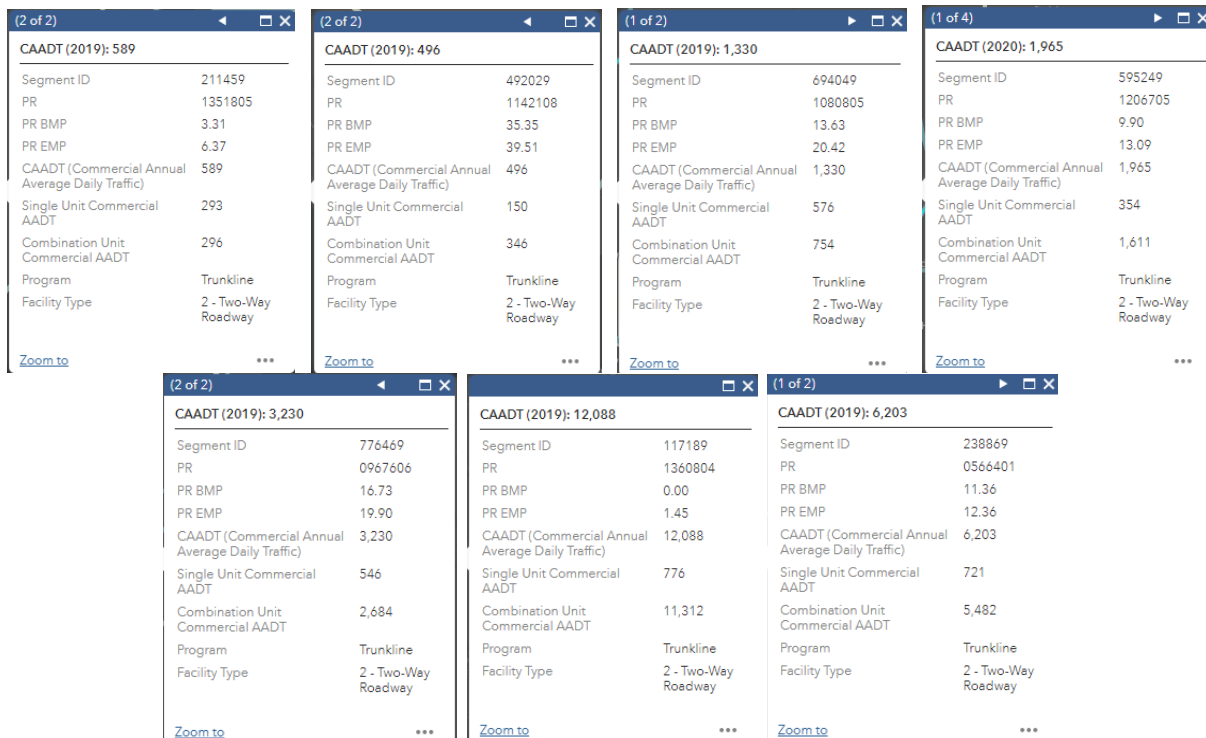 (2 of 2)
CAADT (2019): 589
Segment ID 211459
PR 1351805
PR BMP 3.31
PR EMP 6.37
CAADT (Commercial Annual 589
Average Daily Traffic)
Single Unit Commercial 293
AADT
Combination Unit 296
Commercial AADT
Program Trunkline
Facility Type 2 - Two-Way
Roadway
Zoom to
(2 of 2)
CAADT (2019): 496
Segment ID 492029
PR 1142108
PR BMP 35.35
PR EMP 39.51
CAADT (Commercial Annual 496
Average Daily Traffic)
Single Unit Commercial 150
AADT
Combination Unit 346
Commercial AADT
Program Trunkline
Facility Type 2 - Two-Way
Roadway
Zoom to
(1 of 2)
CAADT (2019): 1,330
Segment ID 694049
PR 1080805
PR BMP 13.63
PR EMP 20.42
CAADT (Commercial Annual 1,330
Average Daily Traffic)
Single Unit Commercial 576
AADT
Combination Unit 754
Commercial AADT
Program Trunkline
Facility Type 2 - Two-Way
Roadway
Zoom to
(1 of 4)
CAADT (2020): 1,965
Segment ID 595249
PR 1206705
PR BMP 9.90
PR EMP 13.09
CAADT (Commercial Annual 1,965
Average Daily Traffic)
Single Unit Commercial 354
AADT
Combination Unit 1,611
Commercial AADT
Program Trunkline
Facility Type 2 - Two-Way
Roadway
Zoom to
(2 of 2)
CAADT (2019): 3,230
Segment ID 776469
PR 0967606
PR BMP 16.73
PR EMP 19.90
CAADT (Commercial Annual 3,230
Average Daily Traffic)
Single Unit Commercial 546
AADT
Combination Unit 2,684
Commercial AADT
Program Trunkline
Facility Type 2 - Two-Way
Roadway
Zoom to
CAADT (2019): 12,088
Segment ID 117189
PR 1360804
PR BMP 0.00
PR EMP 1.45
CAADT (Commercial Annual 12,088
Average Daily Traffic)
Single Unit Commercial 776
AADT
Combination Unit 11,312
Commercial AADT
Program Trunkline
Facility Type 2 - Two-Way
Roadway
Zoom to
(1 of 2)
CAADT (2019): 6,203
Segment ID 238869
PR 0566401
PR BMP 11.36
PR EMP 12.36
CAADT (Commercial Annual 6,203
Average Daily Traffic)
Single Unit Commercial 721
AADT
Combination Unit 5,482
Commercial AADT
Program Trunkline
Facility Type 2 - Two-Way
Roadway
Zoom to